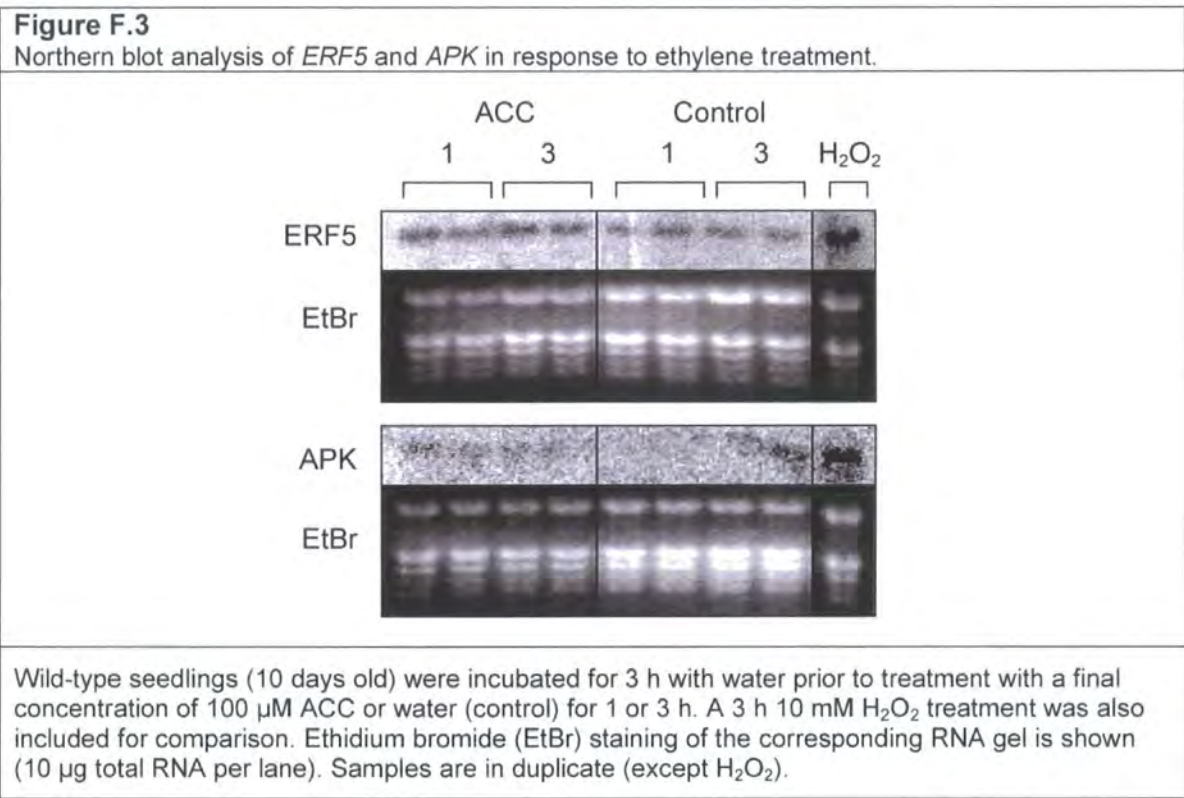 Figure F.3
Northern blot analysis of ERF5 and APK in response to ethylene treatment.
ACC Control
1 3 1 3 H₂O₂
ERF5
EtBr
APK
EtBr
Wild-type seedlings (10 days old) were incubated for 3 h with water prior to treatment with a final
concentration of 100 µM ACC or water (control) for 1 or 3 h. A 3 h 10 mM H₂O₂ treatment was also
included for comparison. Ethidium bromide (EtBr) staining of the corresponding RNA gel is shown
(10 µg total RNA per lane). Samples are in duplicate (except H₂O₂).